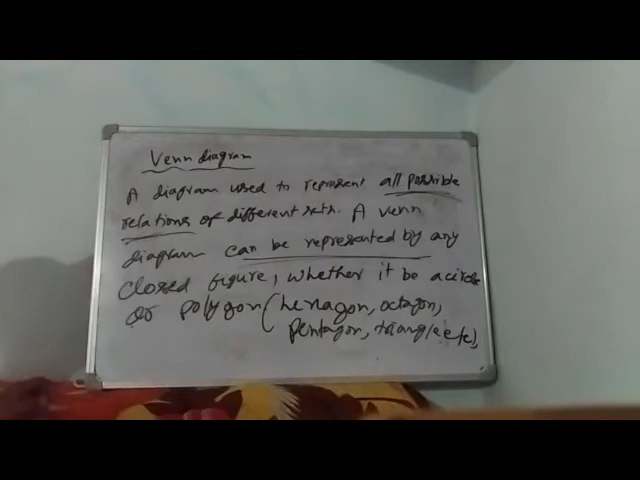 Venn diagram
A diagram used to represent all possible
relations of different sets. A venn
diagram can be represented by any
closed figure, whether it be a circle
or polygon (hexagon, octagon,
pentagon, triangle etc),